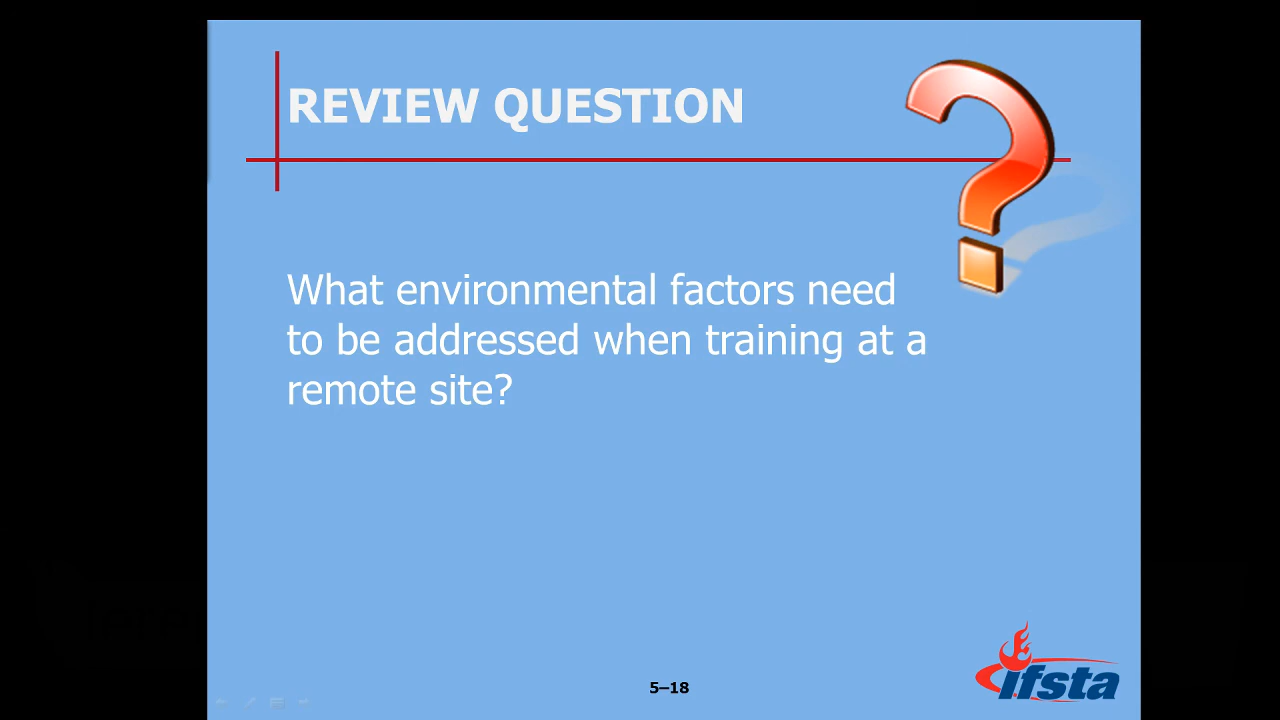 REVIEW QUESTION
What environmental factors need
to be addressed when training at a
remote site?
5–18
ifsta